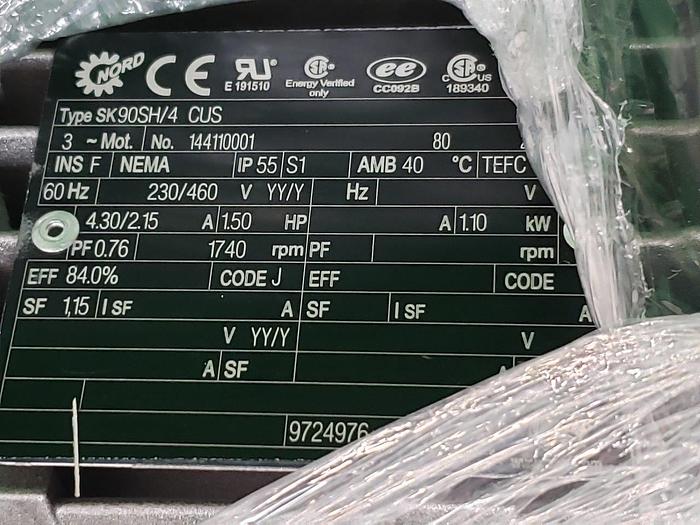 NORD CE RU SA ee SA
E 191510 Energy Verified only CC092B C US 189340
Type SK90SH/4 CUS
3 ~Mot. No. 144110001 80
INS F NEMA IP 55 S1 AMB 40 °C TEFC
60 Hz 230/460 V YY/Y Hz V
4.30/2.15 A 1.50 HP A 1.10 kW
PF 0.76 1740 rpm PF rpm
EFF 84.0% CODE J EFF CODE
SF 1,15 I SF A SF I SF A
V YY/Y V
A SF A
9724976